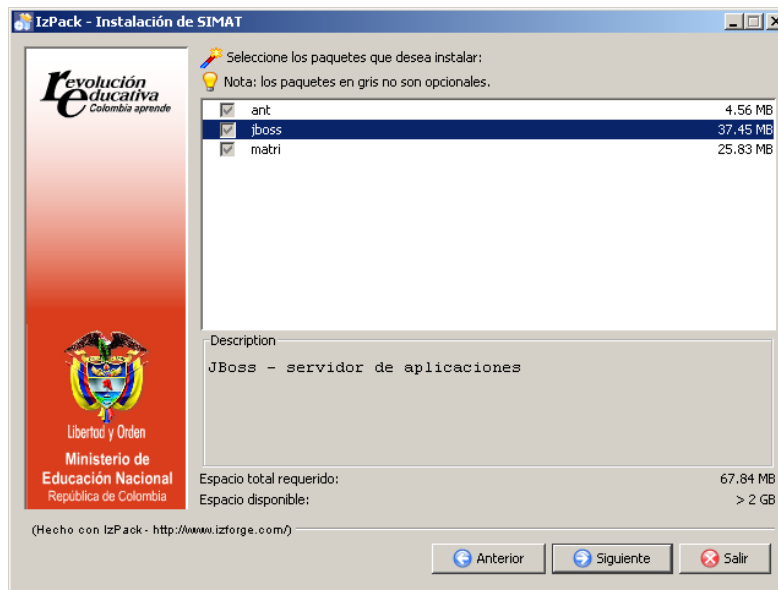 IzPack - Instalación de SIMAT
revolución
educativa
Colombia aprende
Seleccione los paquetes que desea instalar:
Nota: los paquetes en gris no son opcionales.
ant 4.56 MB
jboss 37.45 MB
matri 25.83 MB
Description
JBoss - servidor de aplicaciones
Libertad y Orden
Ministerio de
Educación Nacional
República de Colombia
Espacio total requerido: 67.84 MB
Espacio disponible: > 2 GB
(Hecho con IzPack - http://www.izforge.com/)
Anterior
Siguiente
Salir